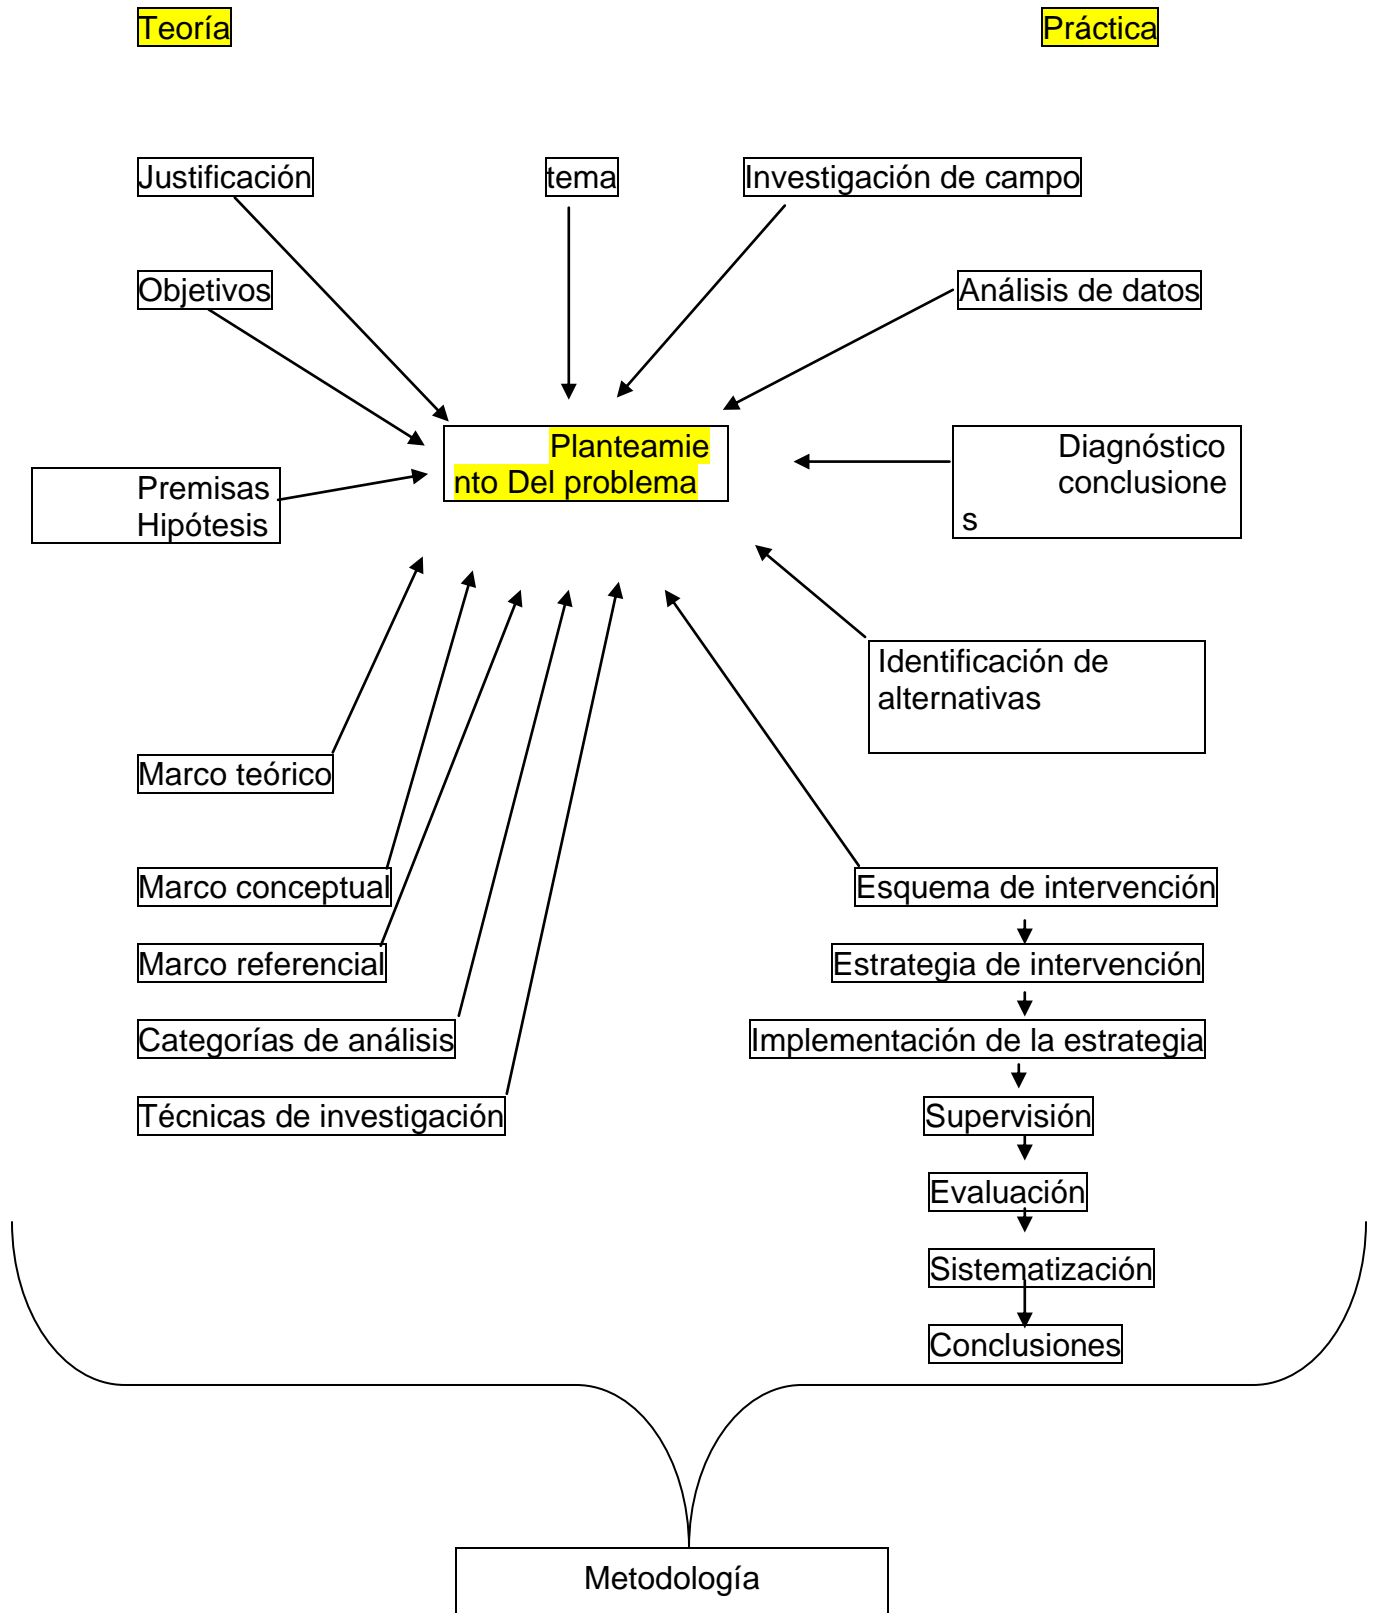 Teoría
Práctica
Justificación
tema
Investigación de campo
Objetivos
Análisis de datos
Planteamie
nto Del problema
Diagnóstico
conclusione
s
Premisas
Hipótesis
Identificación de
alternativas
Marco teórico
Marco conceptual
Esquema de intervención
Marco referencial
Estrategia de intervención
Categorías de análisis
Implementación de la estrategia
Técnicas de investigación
Supervisión
Evaluación
Sistematización
Conclusiones
Metodología